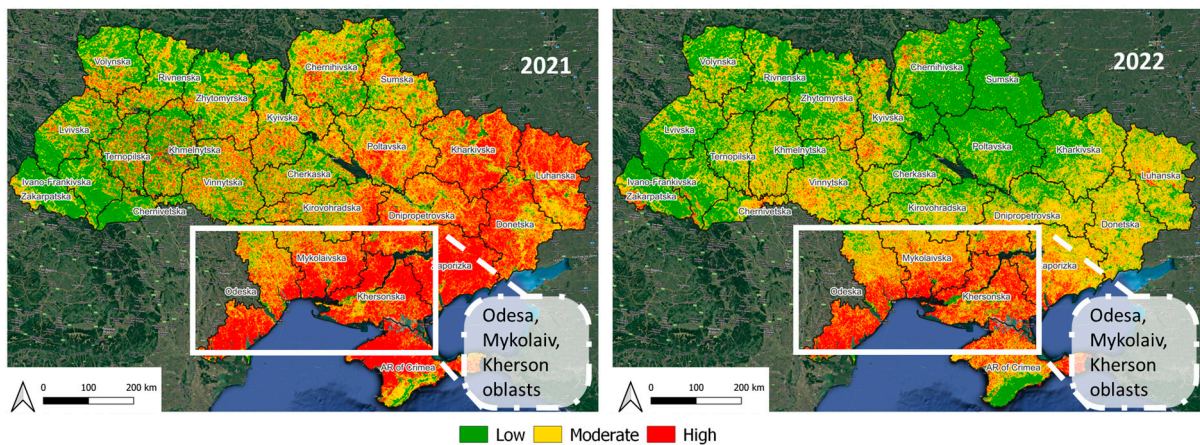 2021
Volynska
Rivnenska
Zhytomyrska
Kyivska
Chernihivska
Sumska
Lvivska
Ternopilska
Khmelnytska
Vinnytska
Cherkaska
Poltavska
Kharkivska
Luhanska
Ivano-Frankivska
Zakarpatska
Chernivetska
Kirovohradska
Dnipropetrovska
Donetska
Mykolaivska
Zaporizka
Odeska
Khersonska
AR of Crimea
Odesa,
Mykolaiv,
Kherson
oblasts
0 100 200 km
2022
Volynska
Rivnenska
Zhytomyrska
Kyivska
Chernihivska
Sumska
Lvivska
Ternopilska
Khmelnytska
Vinnytska
Cherkaska
Poltavska
Kharkivska
Luhanska
Ivano-Frankivska
Zakarpatska
Chernivetska
Kirovohradska
Dnipropetrovska
Donetska
Mykolaivska
Zaporizka
Odeska
Khersonska
AR of Crimea
Odesa,
Mykolaiv,
Kherson
oblasts
0 100 200 km
Low Moderate High